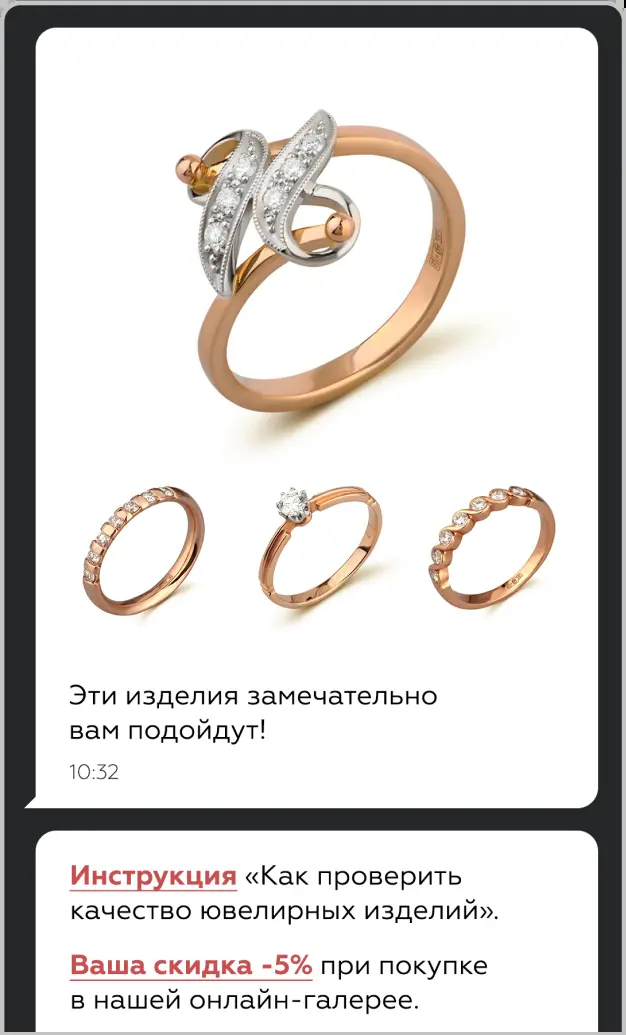 Эти изделия замечательно
вам подойдут!
10:32
Инструкция «Как проверить
качество ювелирных изделий».
Ваша скидка -5% при покупке
в нашей онлайн-галерее.